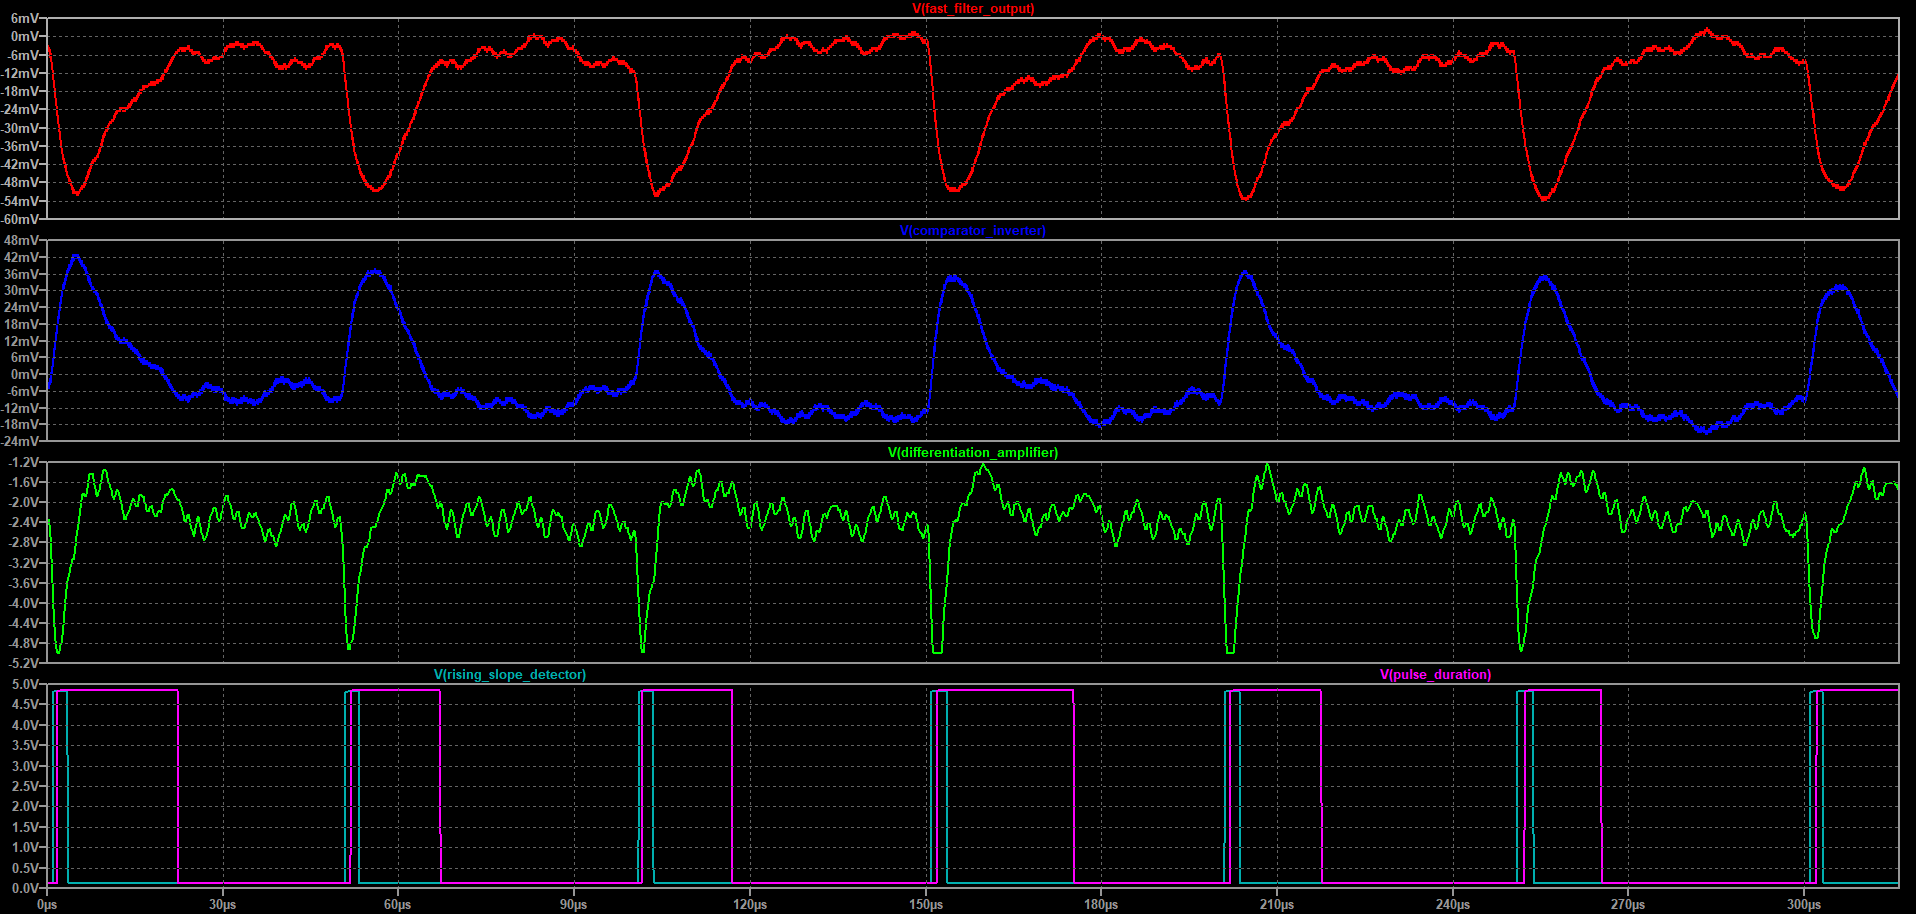 V(fast_filter_output)
6mV
0mV
-6mV
-12mV
-18mV
-24mV
-30mV
-36mV
-42mV
-48mV
-54mV
-60mV
V(comparator_inverter)
48mV
42mV
36mV
30mV
24mV
18mV
12mV
6mV
0mV
-6mV
-12mV
-18mV
-24mV
V(differentiation_amplifier)
-1.2V
-1.6V
-2.0V
-2.4V
-2.8V
-3.2V
-3.6V
-4.0V
-4.4V
-4.8V
-5.2V
V(rising_slope_detector) V(pulse_duration)
5.0V
4.5V
4.0V
3.5V
3.0V
2.5V
2.0V
1.5V
1.0V
0.5V
0.0V
0µs 30µs 60µs 90µs 120µs 150µs 180µs 210µs 240µs 270µs 300µs